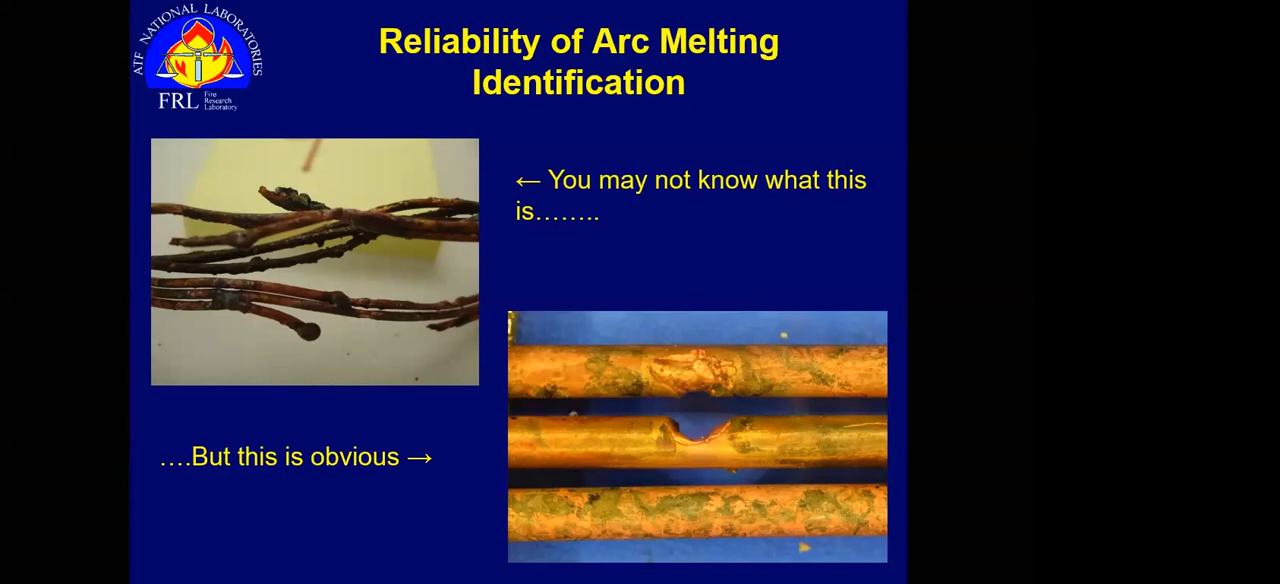 ATF NATIONAL LABORATORIES
FRL
Fire
Research
Laboratory
Reliability of Arc Melting
Identification
← You may not know what this
is……..
….But this is obvious →